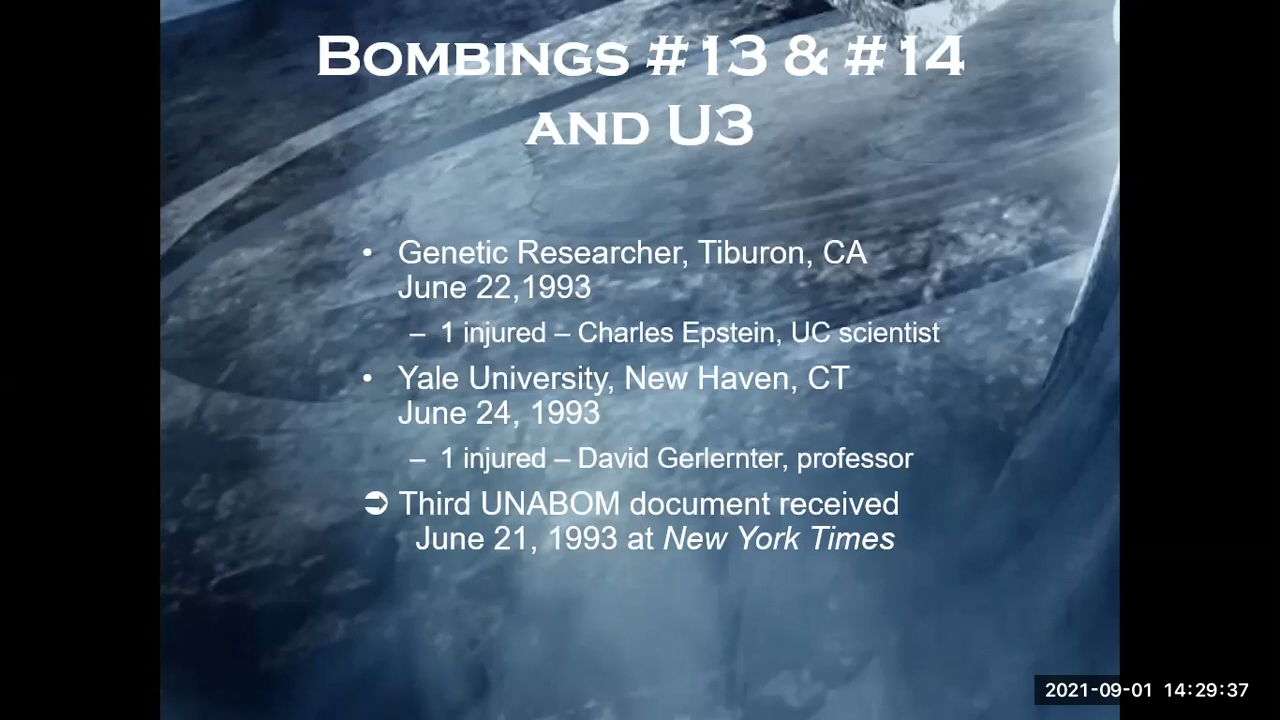 BOMBINGS #13 & #14
AND U3
• Genetic Researcher, Tiburon, CA
June 22,1993
– 1 injured – Charles Epstein, UC scientist
• Yale University, New Haven, CT
June 24, 1993
– 1 injured – David Gerlernter, professor
➲ Third UNABOM document received
June 21, 1993 at New York Times
2021-09-01 14:29:37